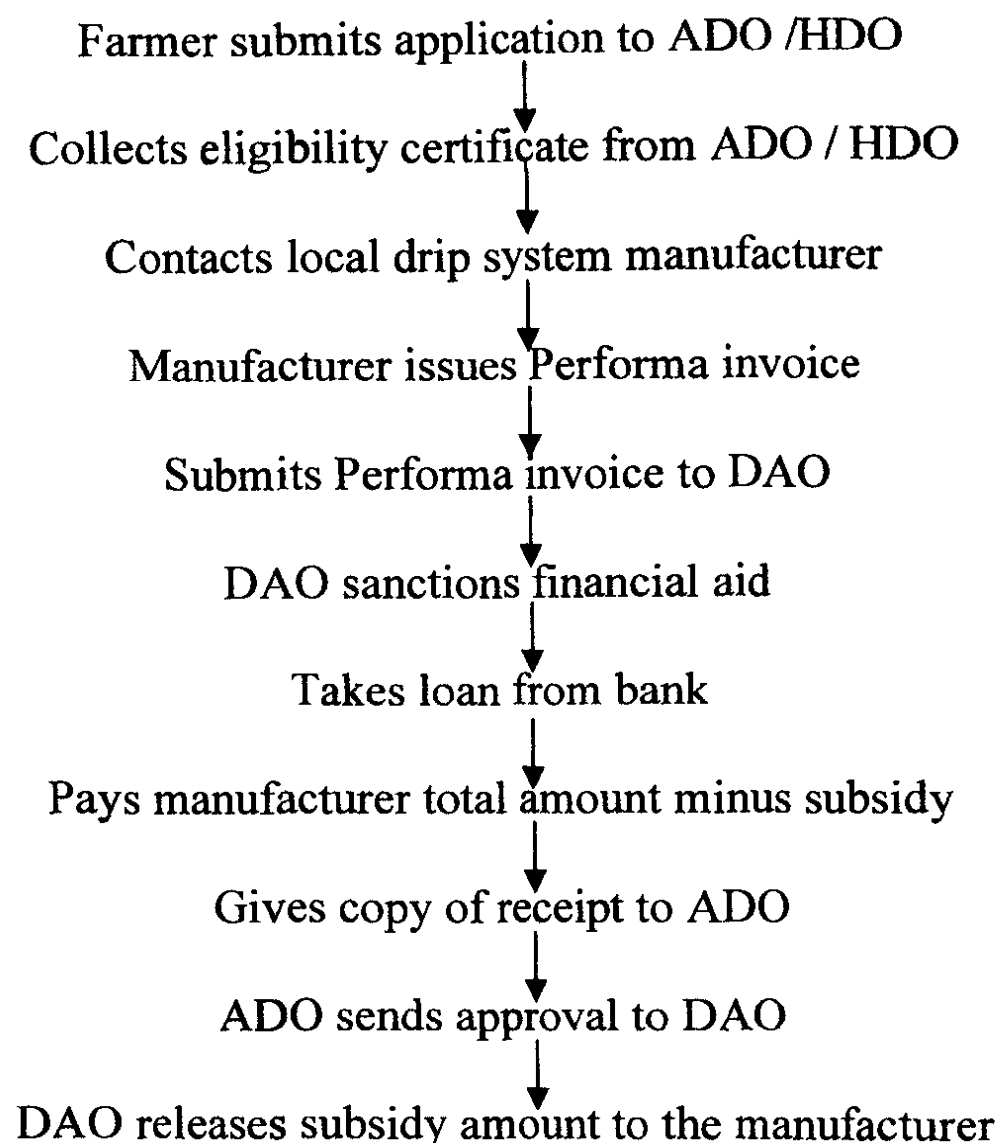 Farmer submits application to ADO /HDO
Collects eligibility certificate from ADO / HDO
Contacts local drip system manufacturer
Manufacturer issues Performa invoice
Submits Performa invoice to DAO
DAO sanctions financial aid
Takes loan from bank
Pays manufacturer total amount minus subsidy
Gives copy of receipt to ADO
ADO sends approval to DAO
DAO releases subsidy amount to the manufacturer